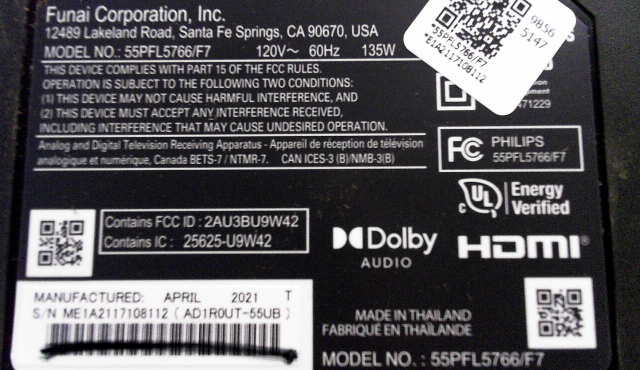 Funai Corporation, Inc.
12489 Lakeland Road, Santa Fe Springs, CA 90670, USA
MODEL NO.: 55PFL5766/F7 120V~ 60Hz 135W
THIS DEVICE COMPLIES WITH PART 15 OF THE FCC RULES.
OPERATION IS SUBJECT TO THE FOLLOWING TWO CONDITIONS:
(1) THIS DEVICE MAY NOT CAUSE HARMFUL INTERFERENCE, AND
(2) THIS DEVICE MUST ACCEPT ANY INTERFERENCE RECEIVED,
INCLUDING INTERFERENCE THAT MAY CAUSE UNDESIRED OPERATION.
Analog and Digital Television Receiving Apparatus - Appareil de réception de télévision
analogique et numérique, Canada BETS-7 / NTMR-7. CAN ICES-3 (B)/NMB-3(B)
9856
5147
55PFL5766/F7
*E1A2117108112
471229
FC PHILIPS
55PFL5766/F7
c UL Energy
Verified
Contains FCC ID : 2AU3BU9W42
Contains IC : 25625-U9W42
Dolby
AUDIO
HDMI®
MANUFACTURED: APRIL 2021 T
S/N ME1A2117108112 ( AD1R0UT-55UB )
MADE IN THAILAND
FABRIQUÉ EN THAÏLANDE
MODEL NO. : 55PFL5766/F7